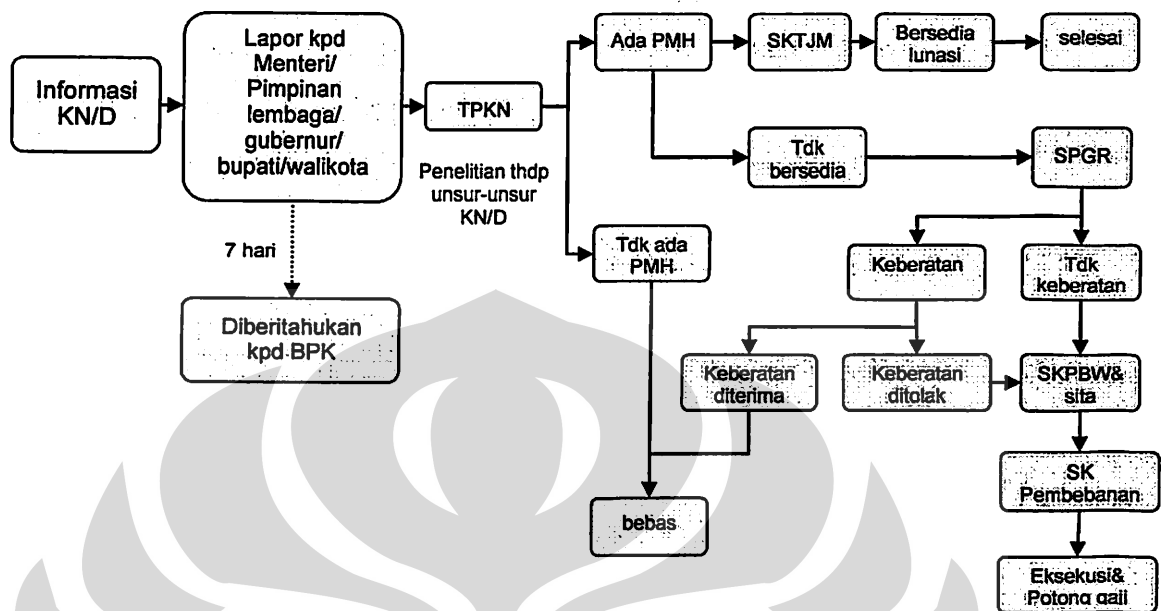 Informasi
KN/D
Lapor kpd
Menteri/
Pimpinan
lembaga/
gubernur/
bupati/walikota
7 hari
Diberitahukan
kpd BPK
TPKN
Penelitian thdp
unsur-unsur
KN/D
Ada PMH
SKTJM
Bersedia
lunasi
selesai
Tdk
bersedia
SPGR
Tdk ada
PMH
Keberatan
Tdk
keberatan
Keberatan
diterima
Keberatan
ditolak
SKPBW&
sita
SK
Pembebanan
bebas
Eksekusi&
Potong gaji